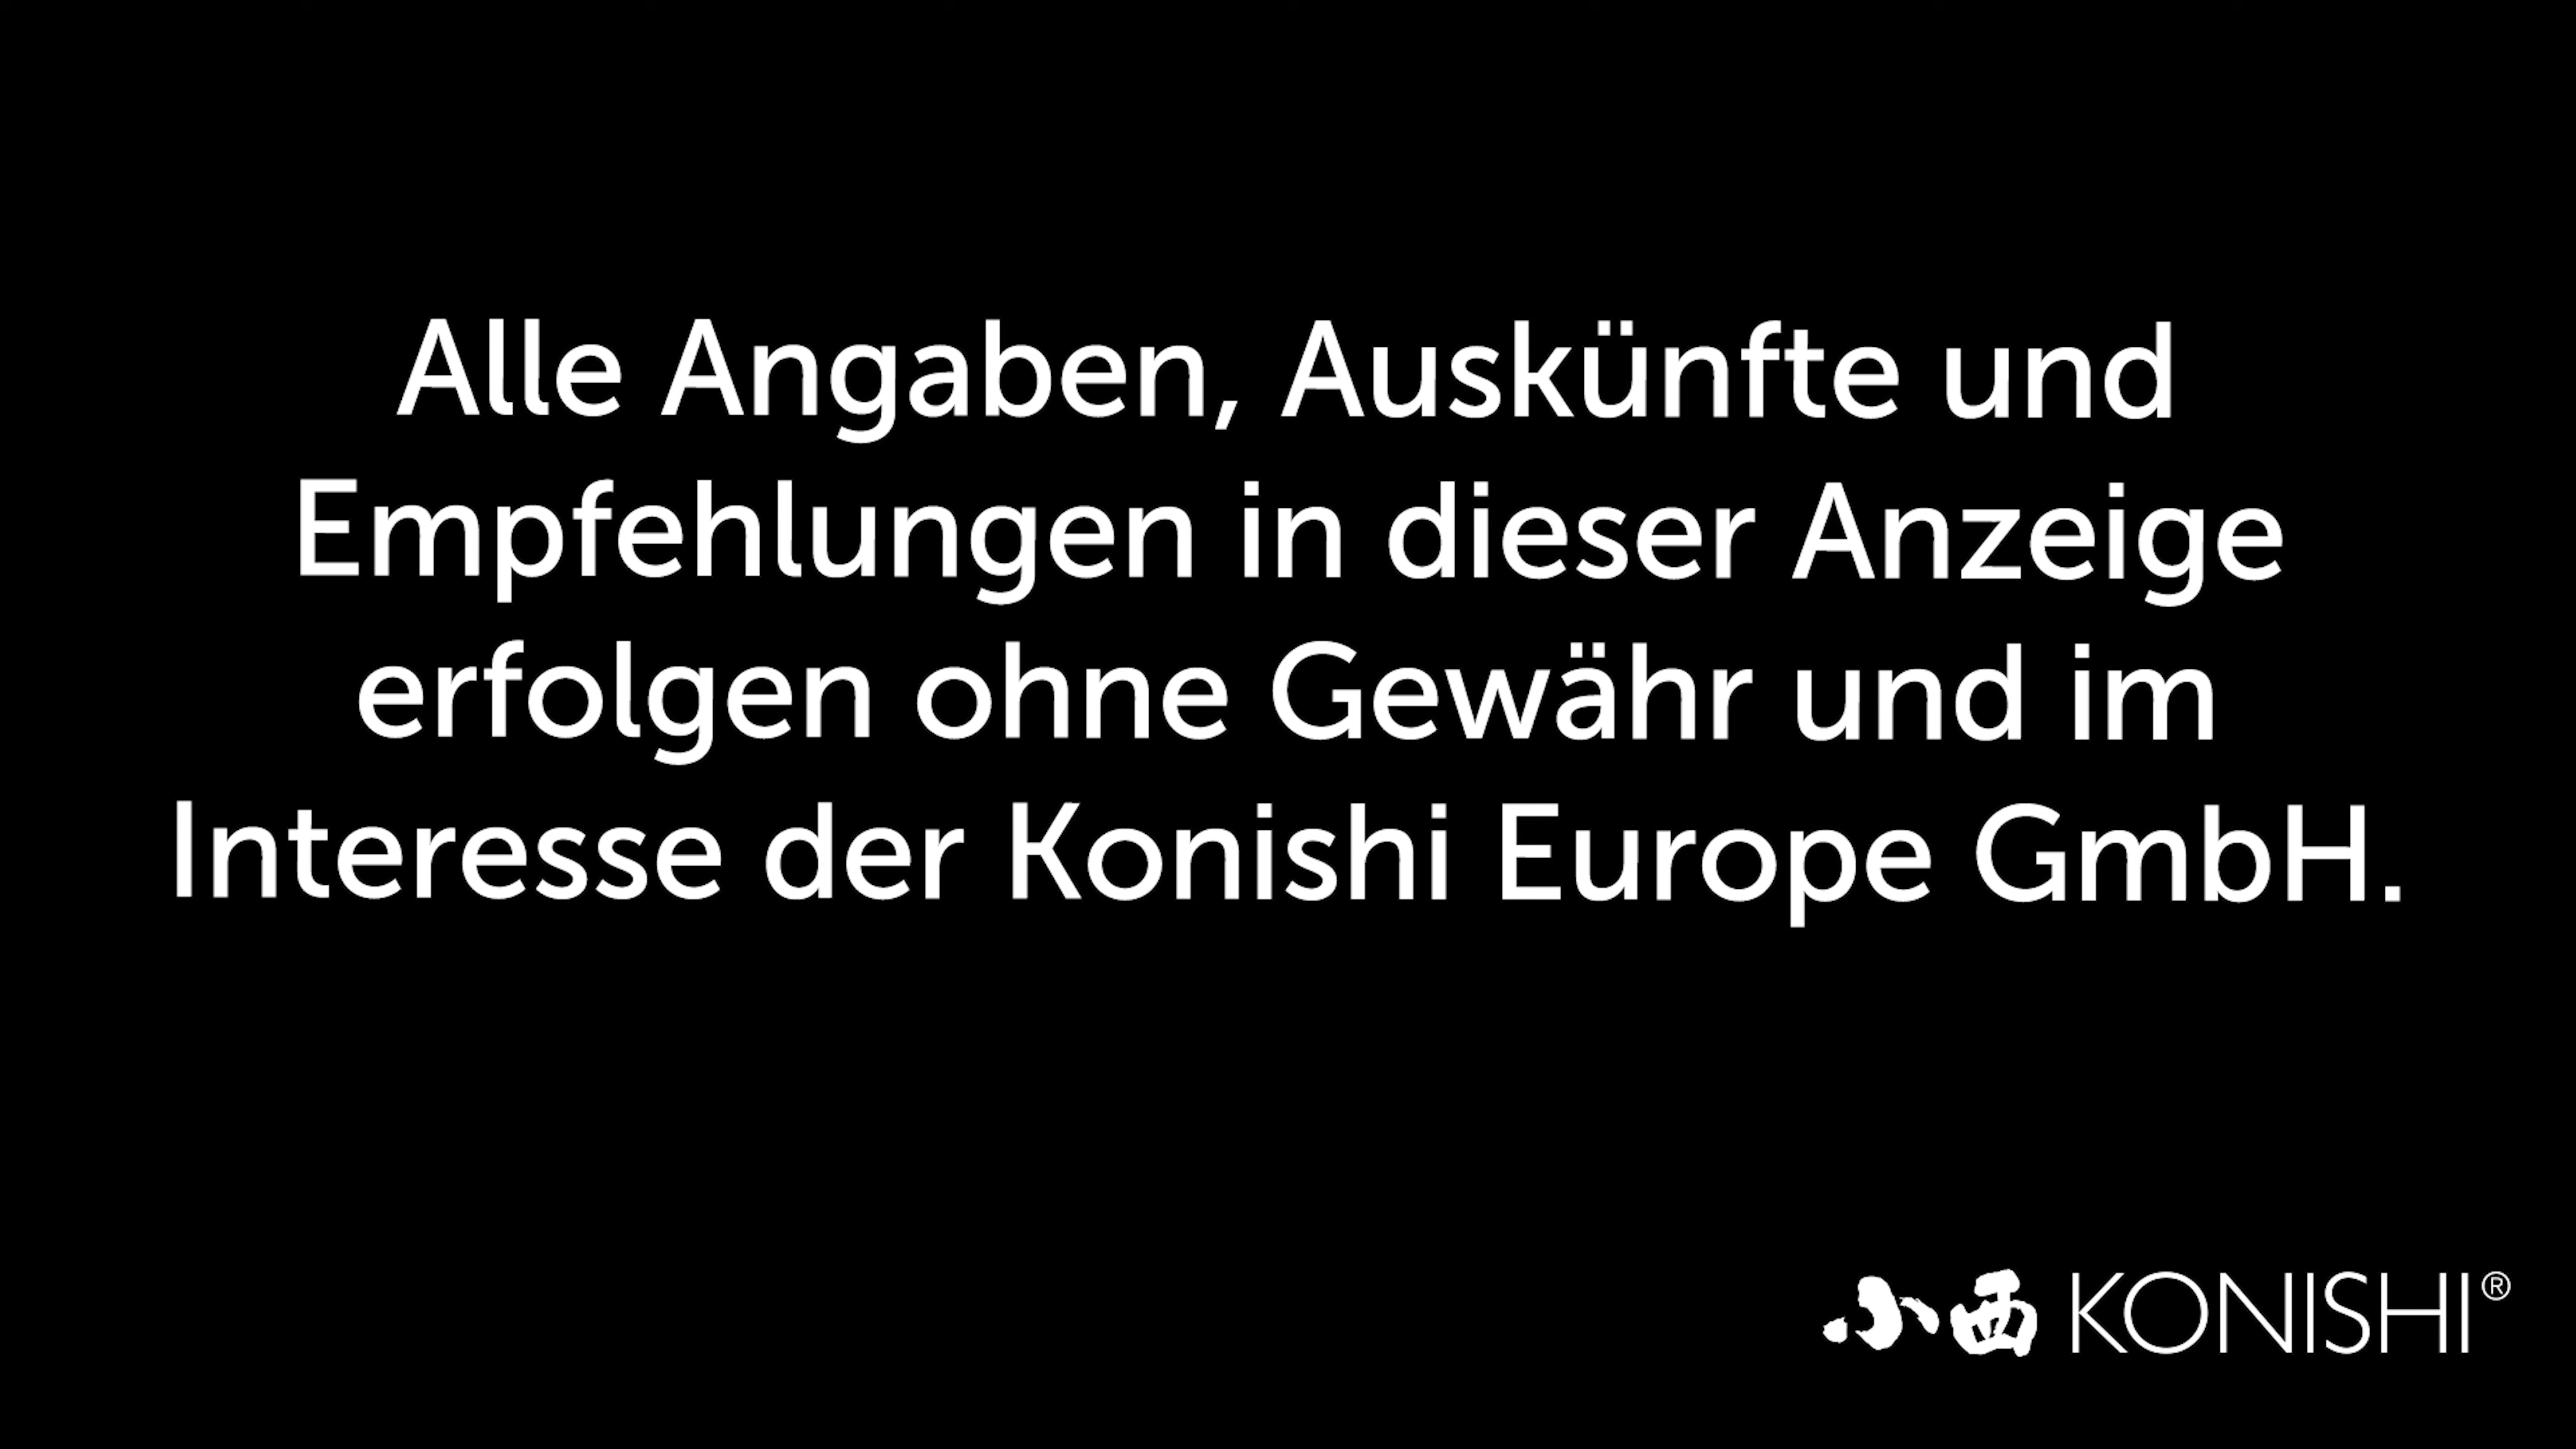 Alle Angaben, Auskünfte und
Empfehlungen in dieser Anzeige
erfolgen ohne Gewähr und im
Interesse der Konishi Europe GmbH.
小西 KONISHI®